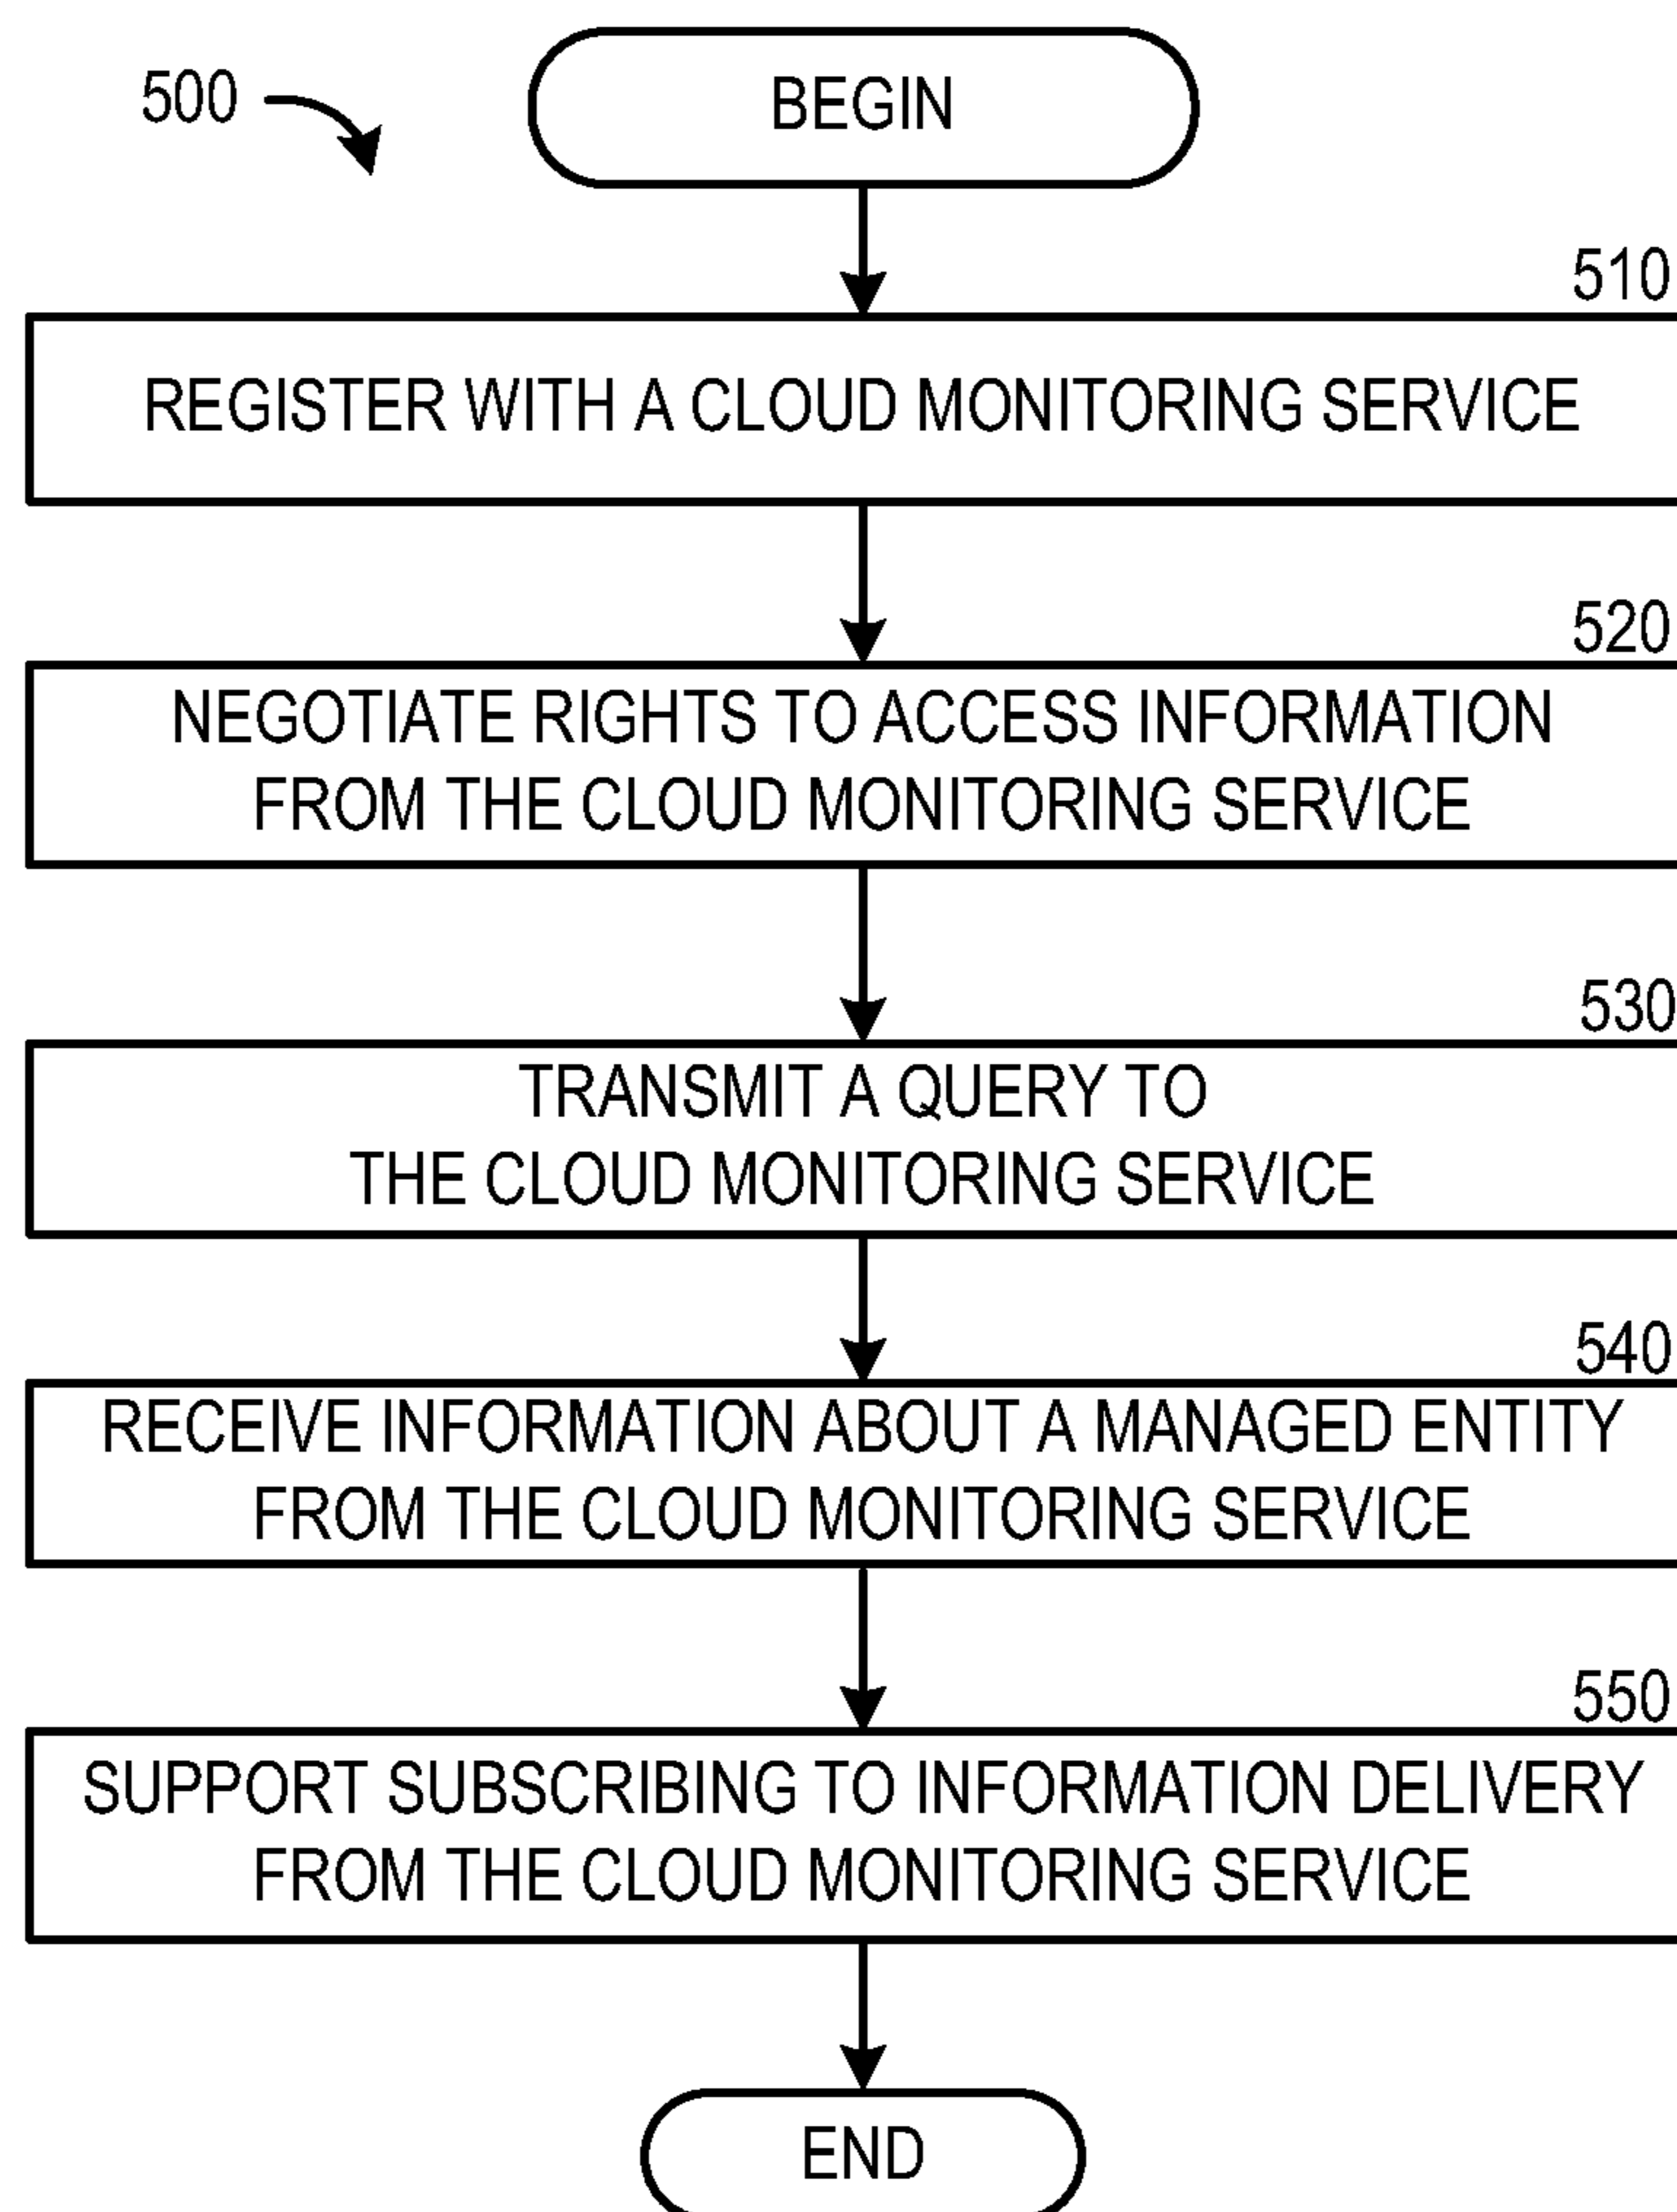 500
BEGIN
510
REGISTER WITH A CLOUD MONITORING SERVICE
520
NEGOTIATE RIGHTS TO ACCESS INFORMATION
FROM THE CLOUD MONITORING SERVICE
530
TRANSMIT A QUERY TO
THE CLOUD MONITORING SERVICE
540
RECEIVE INFORMATION ABOUT A MANAGED ENTITY
FROM THE CLOUD MONITORING SERVICE
550
SUPPORT SUBSCRIBING TO INFORMATION DELIVERY
FROM THE CLOUD MONITORING SERVICE
END